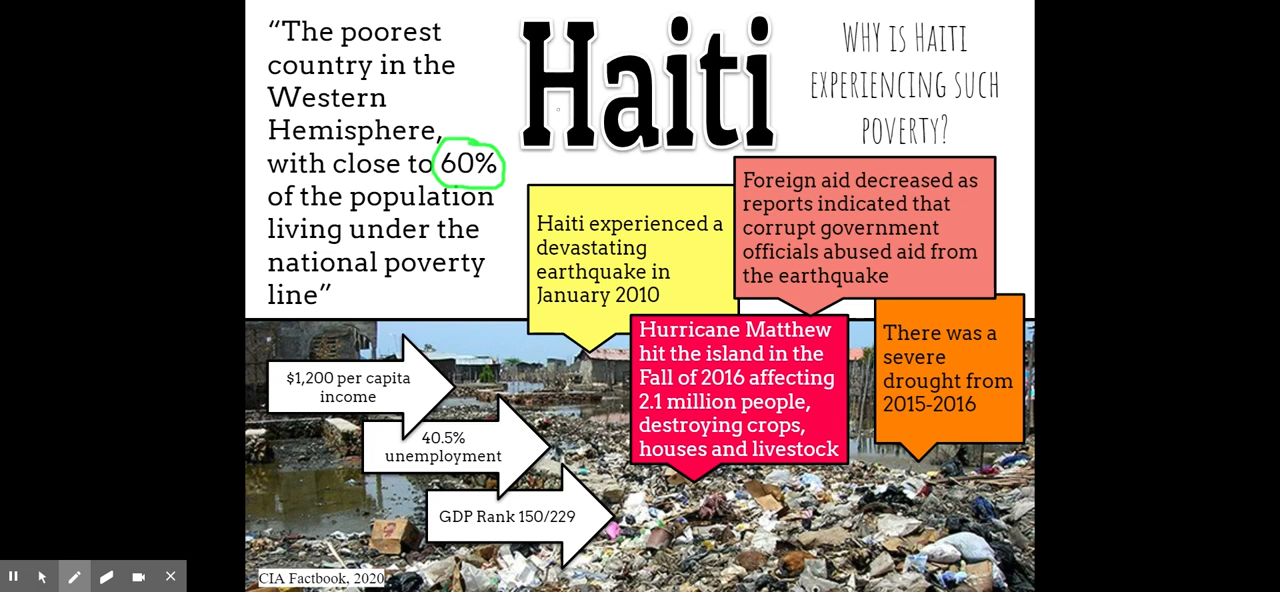 “The poorest
country in the
Western
Hemisphere,
with close to 60%
of the population
living under the
national poverty
line”
Haiti
WHY IS HAITI
EXPERIENCING SUCH
POVERTY?
Haiti experienced a
devastating
earthquake in
January 2010
Foreign aid decreased as
reports indicated that
corrupt government
officials abused aid from
the earthquake
Hurricane Matthew
hit the island in the
Fall of 2016 affecting
2.1 million people,
destroying crops,
houses and livestock
There was a
severe
drought from
2015-2016
$1,200 per capita
income
40.5%
unemployment
GDP Rank 150/229
CIA Factbook, 2020